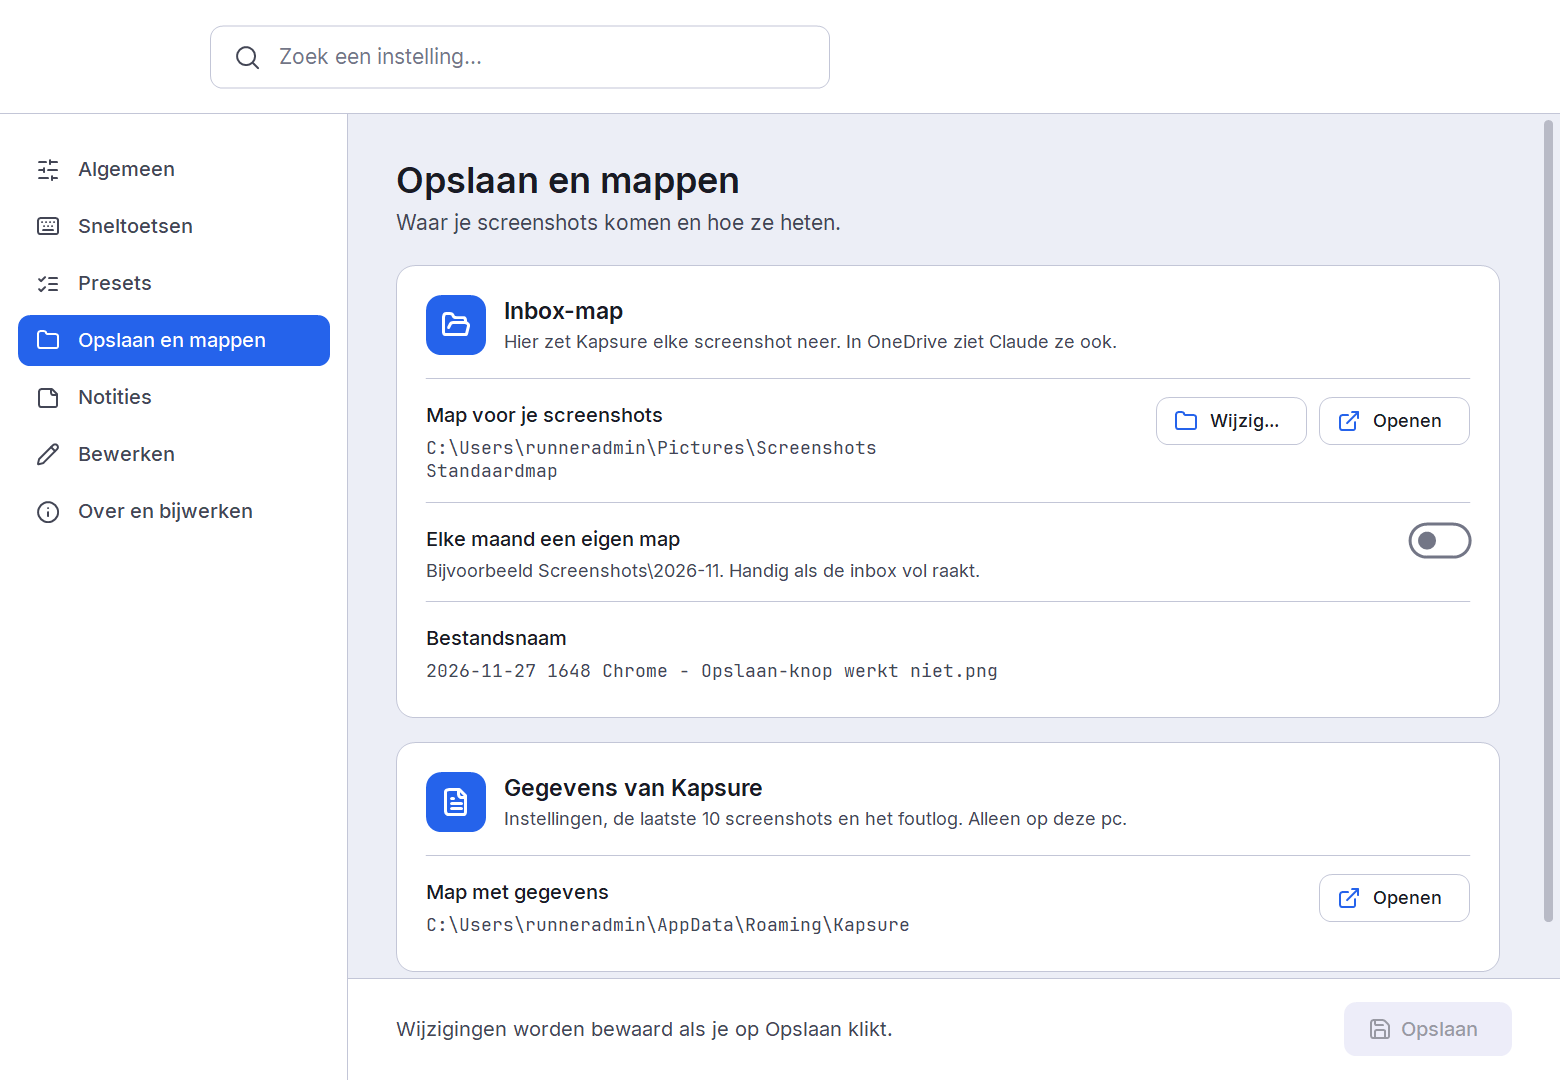 Zoek een instelling...
Algemeen
Sneltoetsen
Presets
Opslaan en mappen
Notities
Bewerken
Over en bijwerken
Opslaan en mappen
Waar je screenshots komen en hoe ze heten.
Inbox-map
Hier zet Kapsure elke screenshot neer. In OneDrive ziet Claude ze ook.
Map voor je screenshots
C:\Users\runneradmin\Pictures\Screenshots
Standaardmap
Wijzig...
Openen
Elke maand een eigen map
Bijvoorbeeld Screenshots\2026-11. Handig als de inbox vol raakt.
Bestandsnaam
2026-11-27 1648 Chrome - Opslaan-knop werkt niet.png
Gegevens van Kapsure
Instellingen, de laatste 10 screenshots en het foutlog. Alleen op deze pc.
Map met gegevens
C:\Users\runneradmin\AppData\Roaming\Kapsure
Openen
Wijzigingen worden bewaard als je op Opslaan klikt.
Opslaan